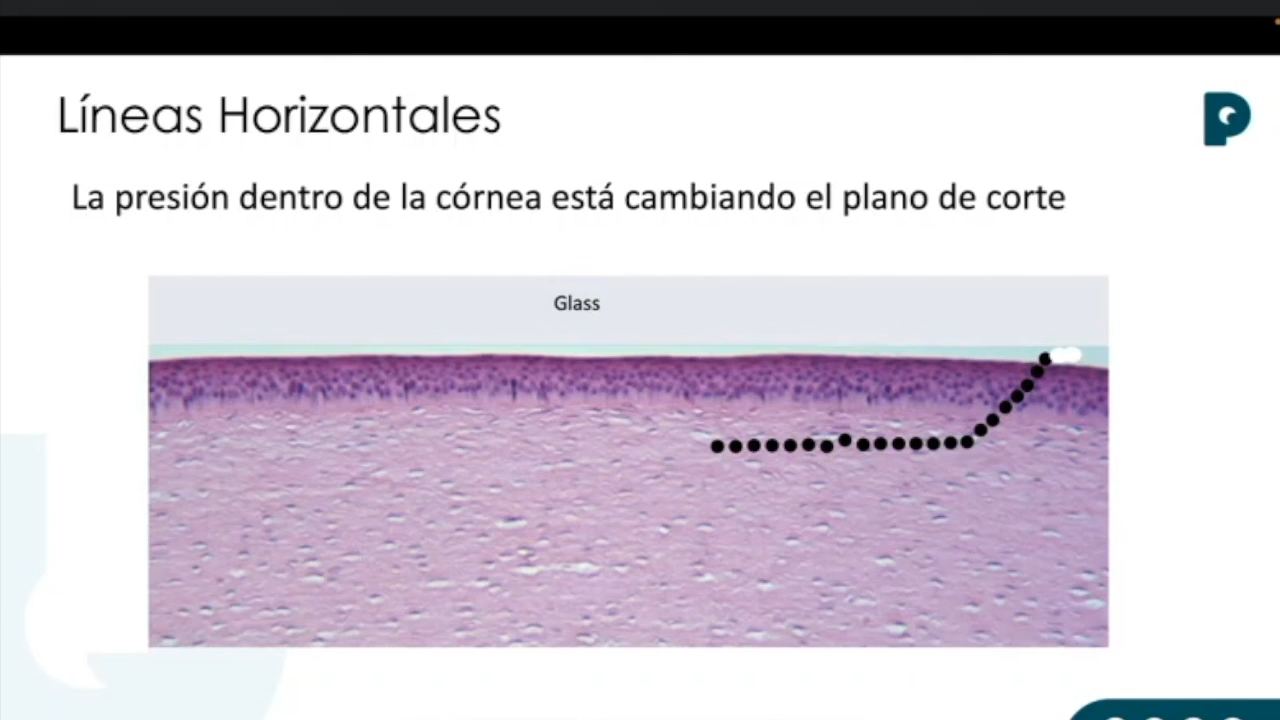 Líneas Horizontales
La presión dentro de la córnea está cambiando el plano de corte
Glass